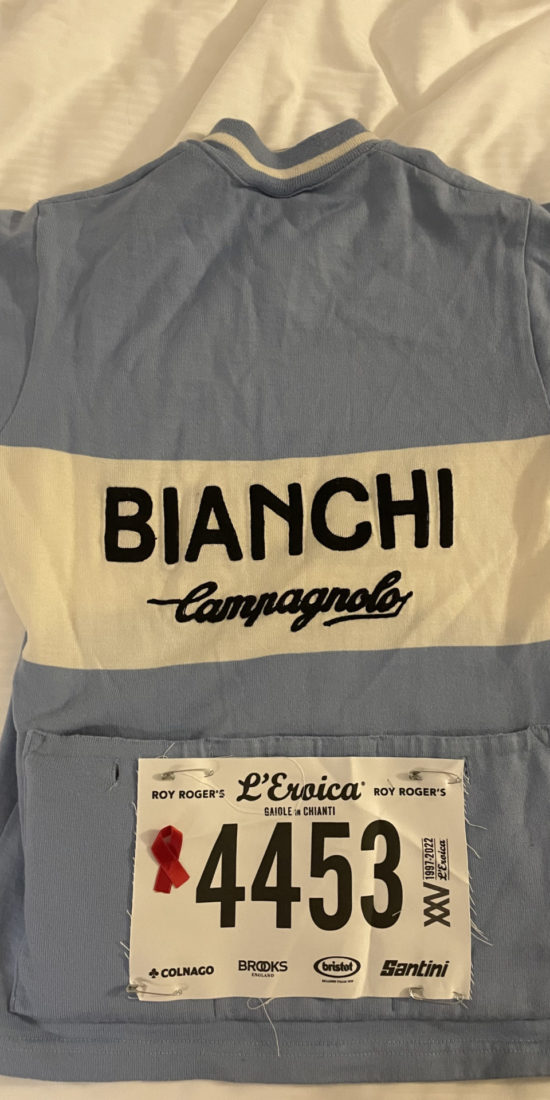 BIANCHI
Campagnolo
ROY ROGER'S L'Eroica® ROY ROGER'S
GAIOLE in CHIANTI
4453
XXV
1997-2022
L'Eroica
COLNAGO BROOKS bristot Santini
ENGLAND